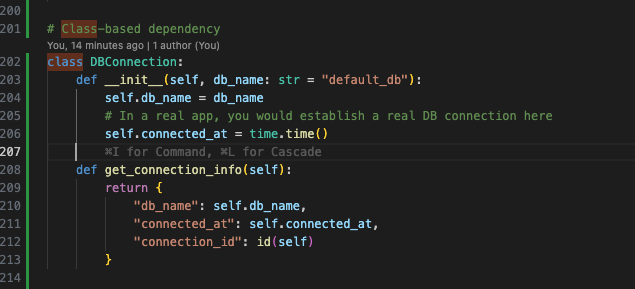 200
201 # Class-based dependency
You, 14 minutes ago | 1 author (You)
202 class DBConnection:
203     def __init__(self, db_name: str = "default_db"):
204         self.db_name = db_name
205         # In a real app, you would establish a real DB connection here
206         self.connected_at = time.time()
207         ⌘I for Command, ⌘L for Cascade
208     def get_connection_info(self):
209         return {
210             "db_name": self.db_name,
211             "connected_at": self.connected_at,
212             "connection_id": id(self)
213         }
214